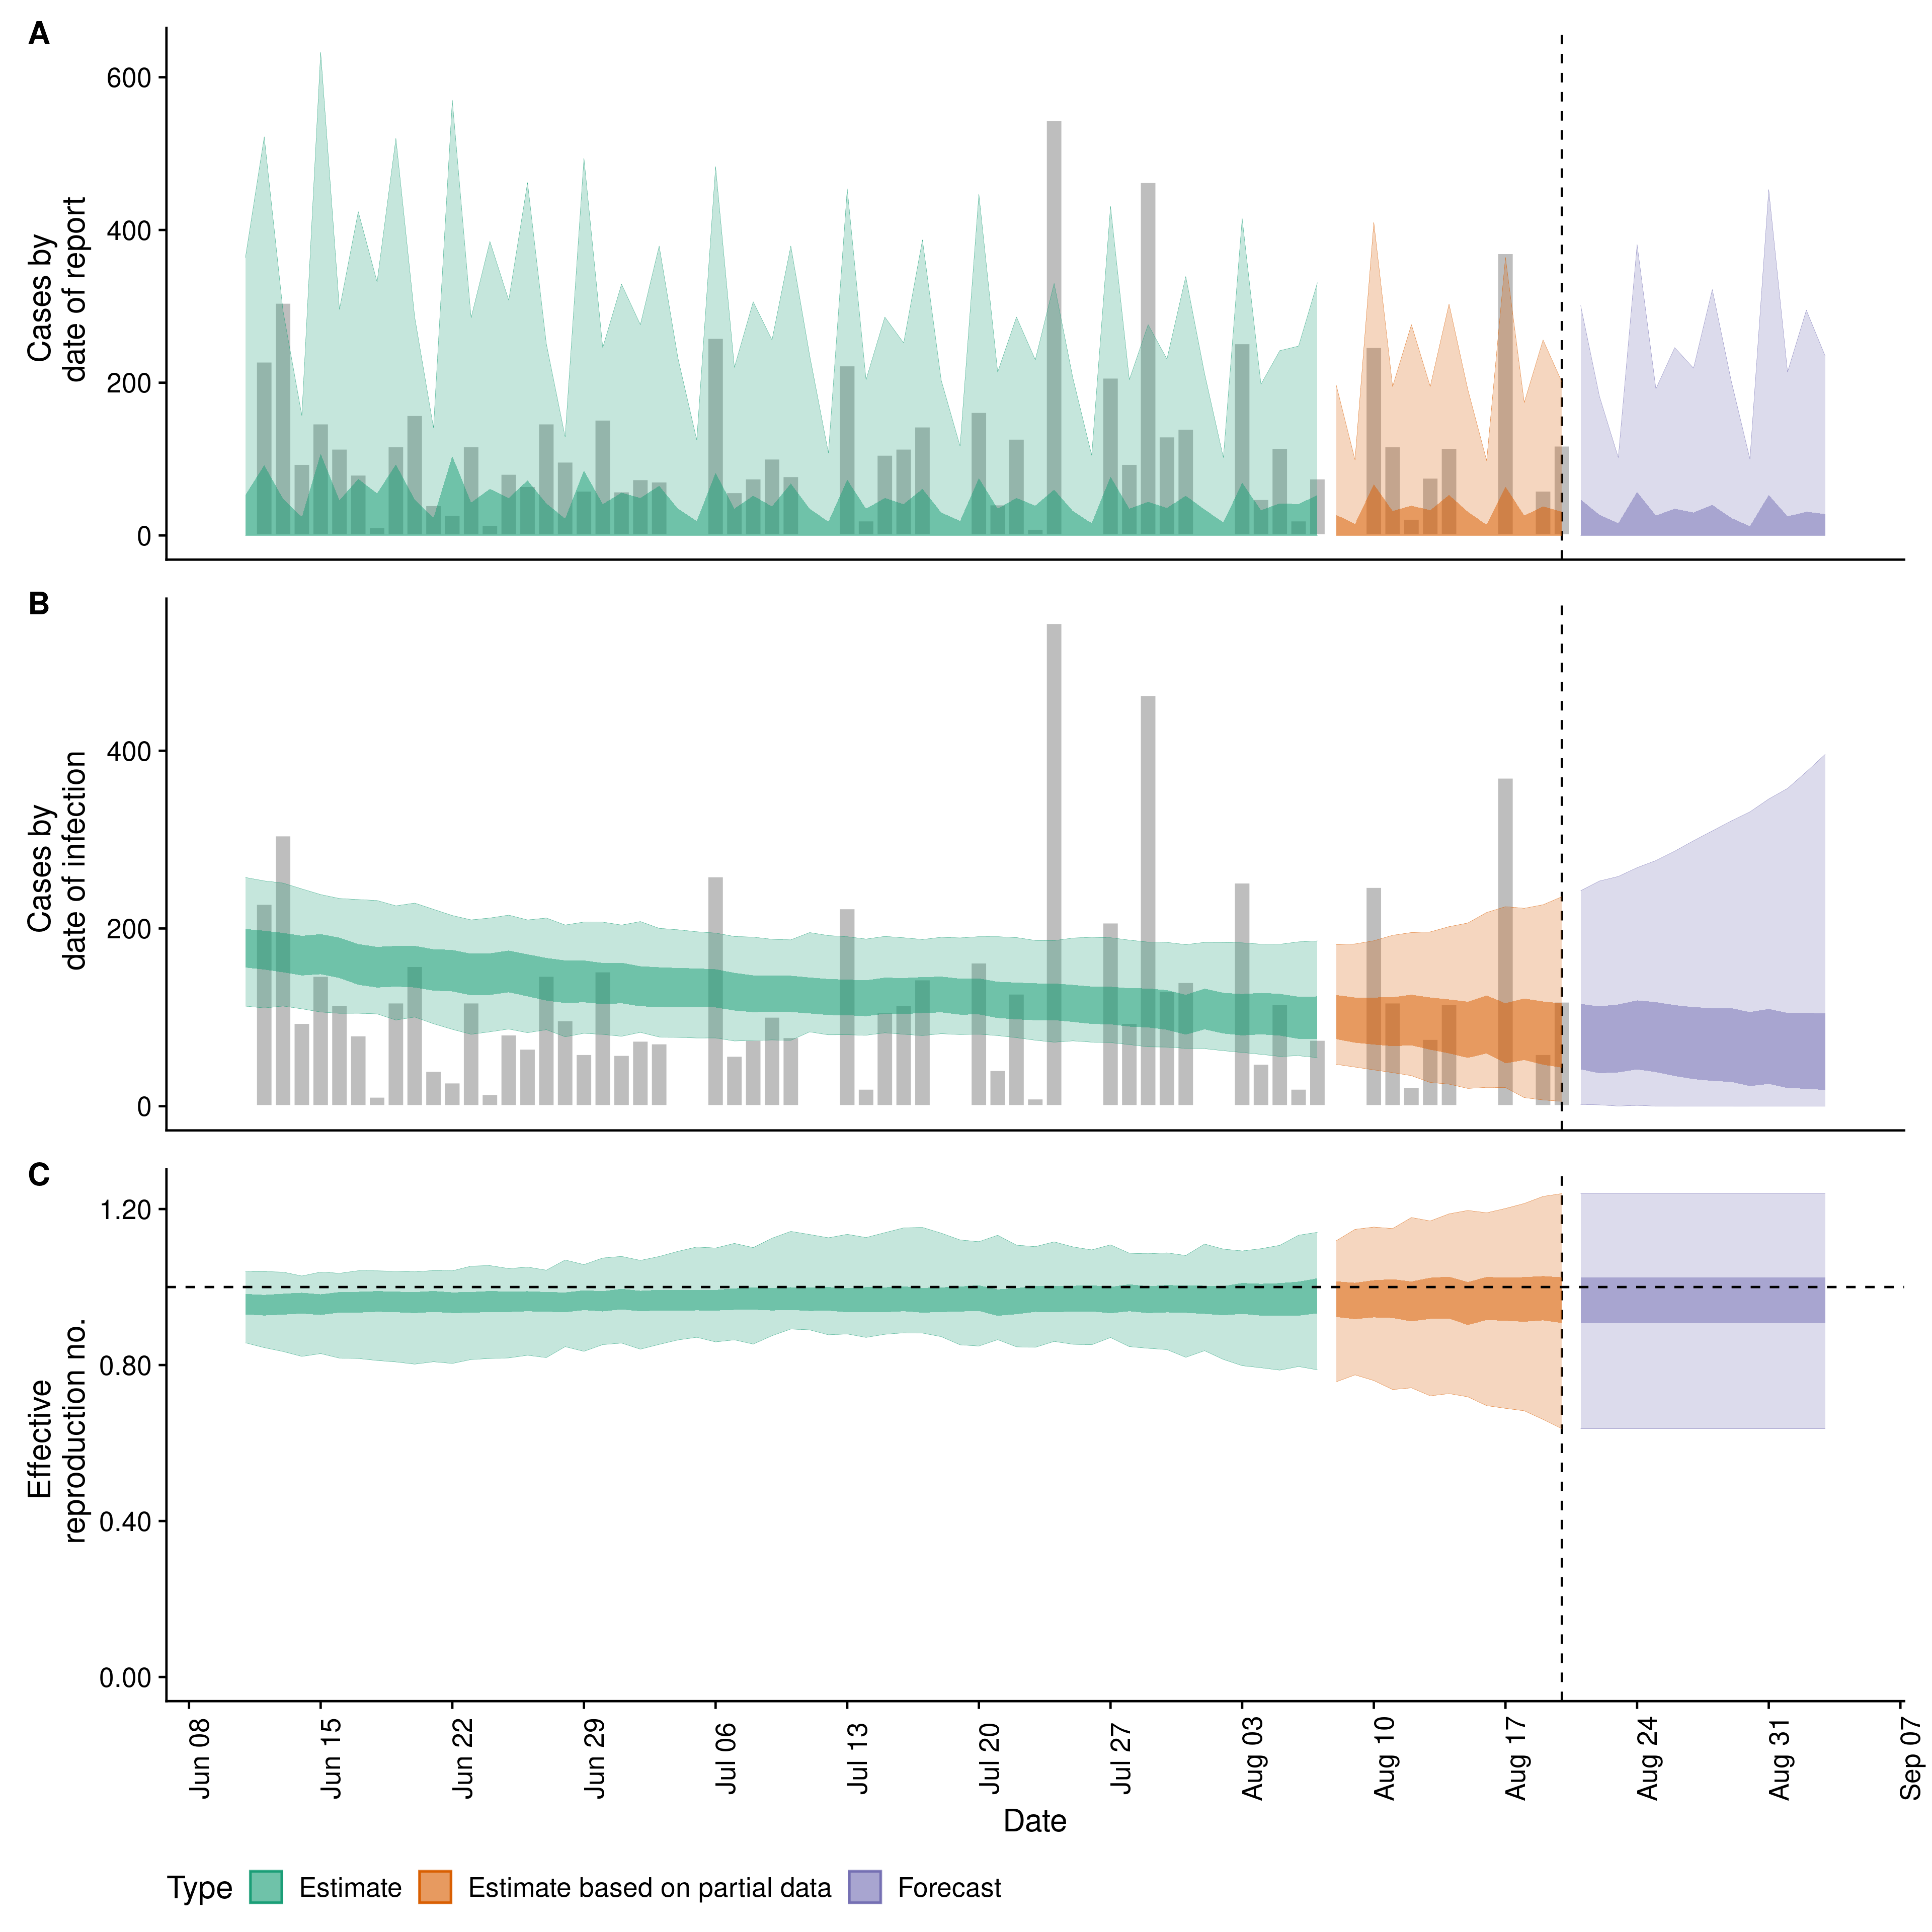 A
Cases by
date of report
600
400
200
0
B
Cases by
date of infection
400
200
0
C
Effective
reproduction no.
1.20
0.80
0.40
0.00
Jun 08
Jun 15
Jun 22
Jun 29
Jul 06
Jul 13
Jul 20
Jul 27
Aug 03
Aug 10
Aug 17
Aug 24
Aug 31
Sep 07
Date
Type Estimate Estimate based on partial data Forecast